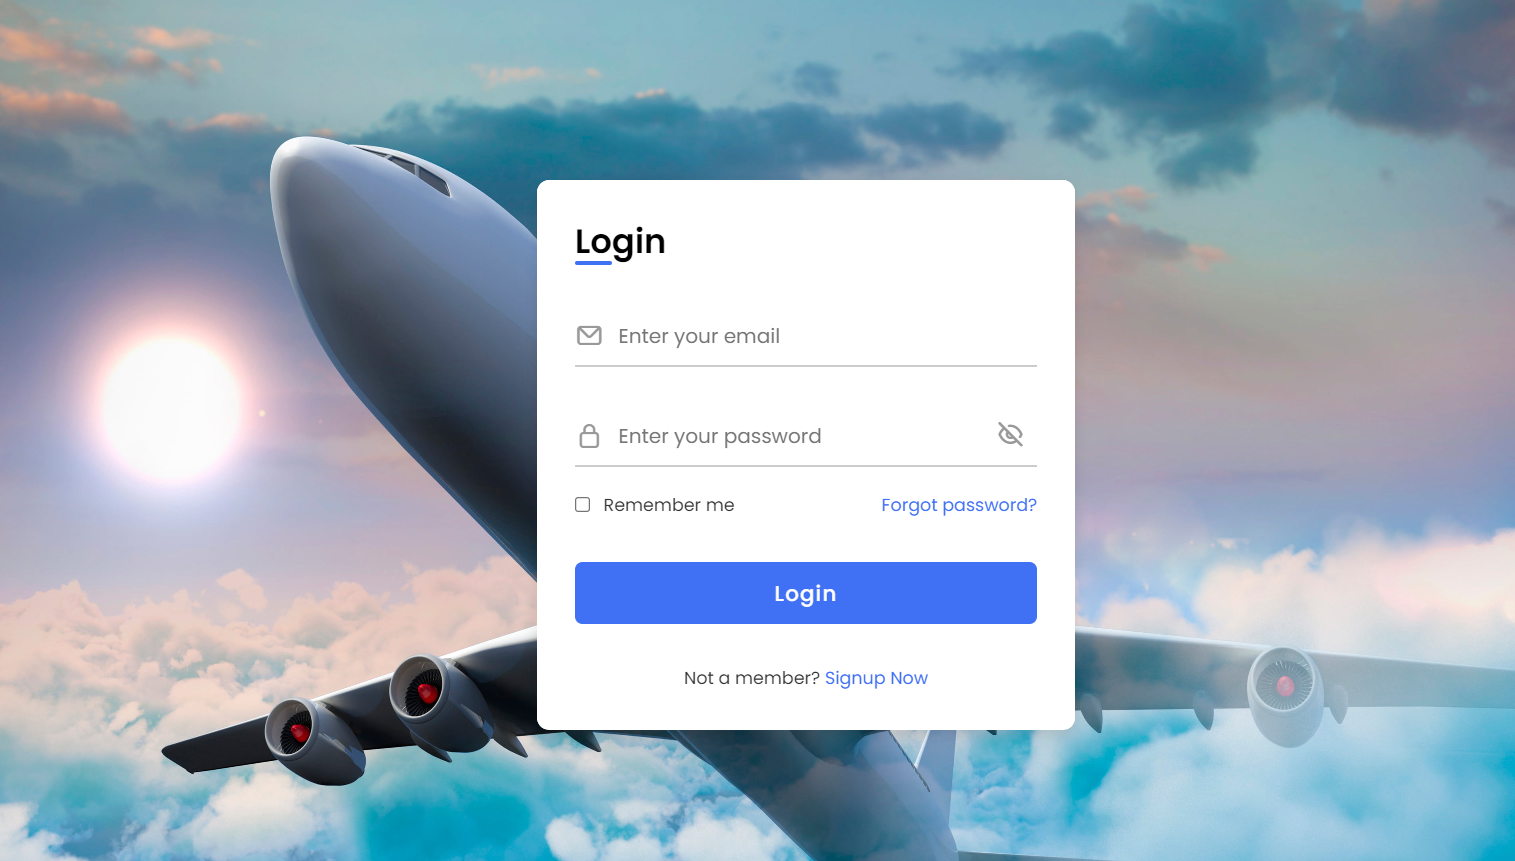 Login
Enter your email
Enter your password
Remember me Forgot password?
Login
Not a member? Signup Now